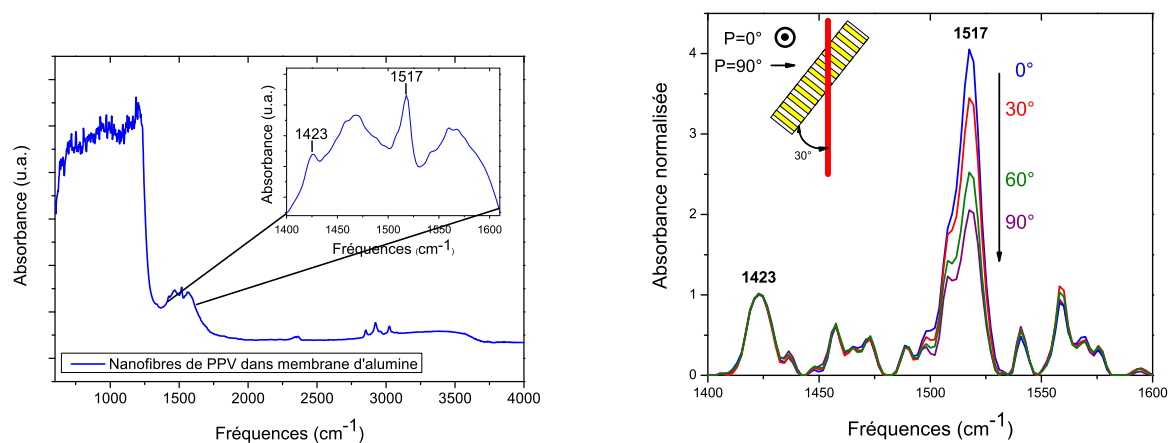 Absorbance (u.a.)
Absorbance (u.a.)
1517
1423
1400 1450 1500 1550 1600
Fréquences (cm-1)
Nanofibres de PPV dans membrane d'alumine
1000 1500 2000 2500 3000 3500 4000
Fréquences (cm-1)
Absorbance normalisée
4
3
2
1
0
P=0°
P=90°
30°
1517
0°
30°
60°
90°
1423
1400 1450 1500 1550 1600
Fréquences (cm-1)